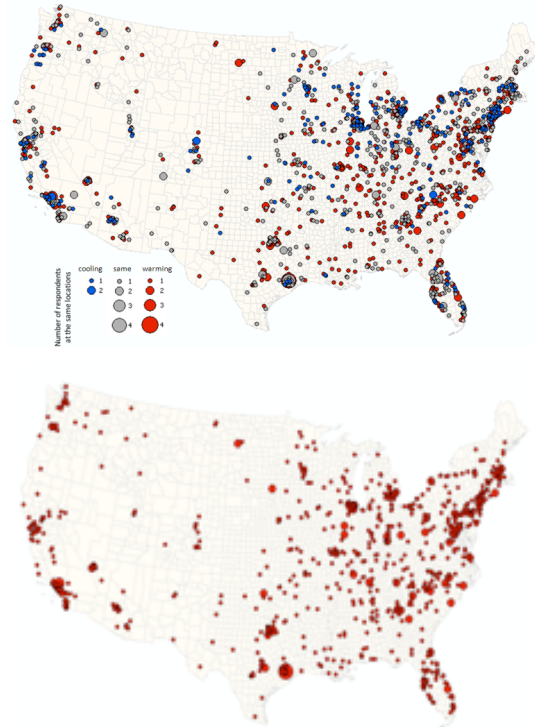 cooling same warming
Number of respondents
at the same locations
1 1 1
2 2 2
3 3
4 4